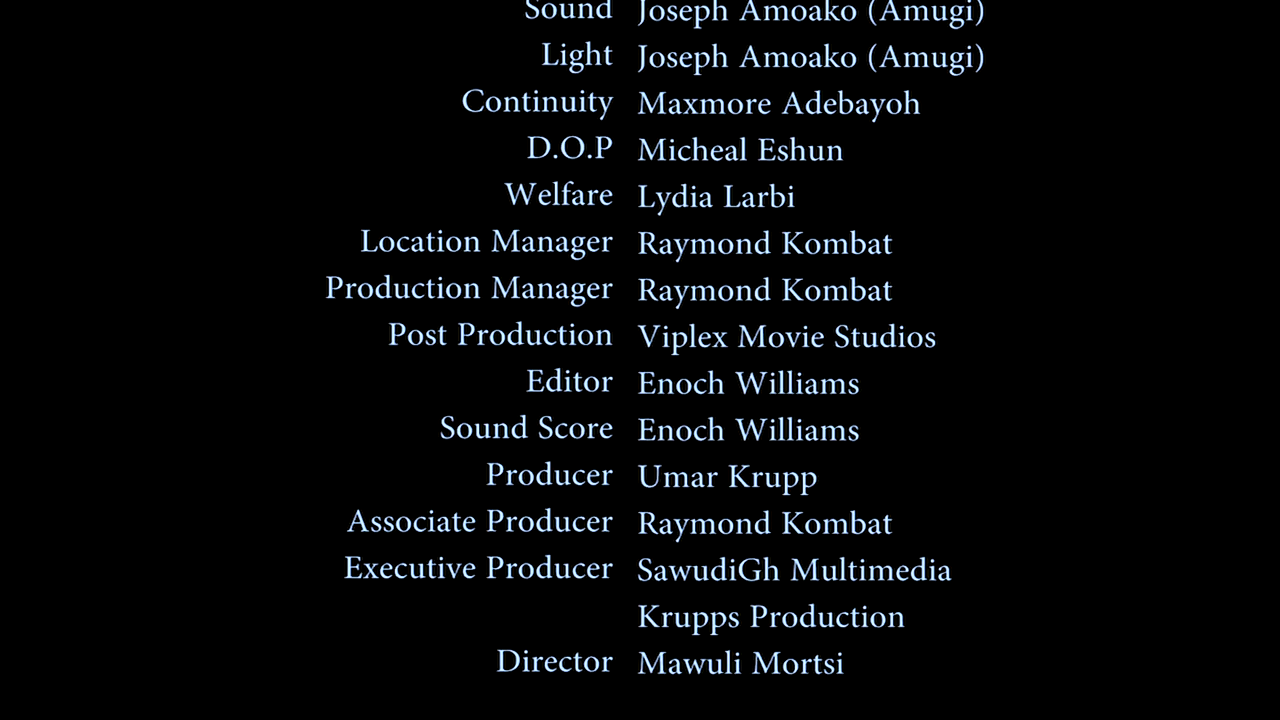 Sound Joseph Amoako (Amugi)
Light Joseph Amoako (Amugi)
Continuity Maxmore Adebayoh
D.O.P Micheal Eshun
Welfare Lydia Larbi
Location Manager Raymond Kombat
Production Manager Raymond Kombat
Post Production Viplex Movie Studios
Editor Enoch Williams
Sound Score Enoch Williams
Producer Umar Krupp
Associate Producer Raymond Kombat
Executive Producer SawudiGh Multimedia
Krupps Production
Director Mawuli Mortsi